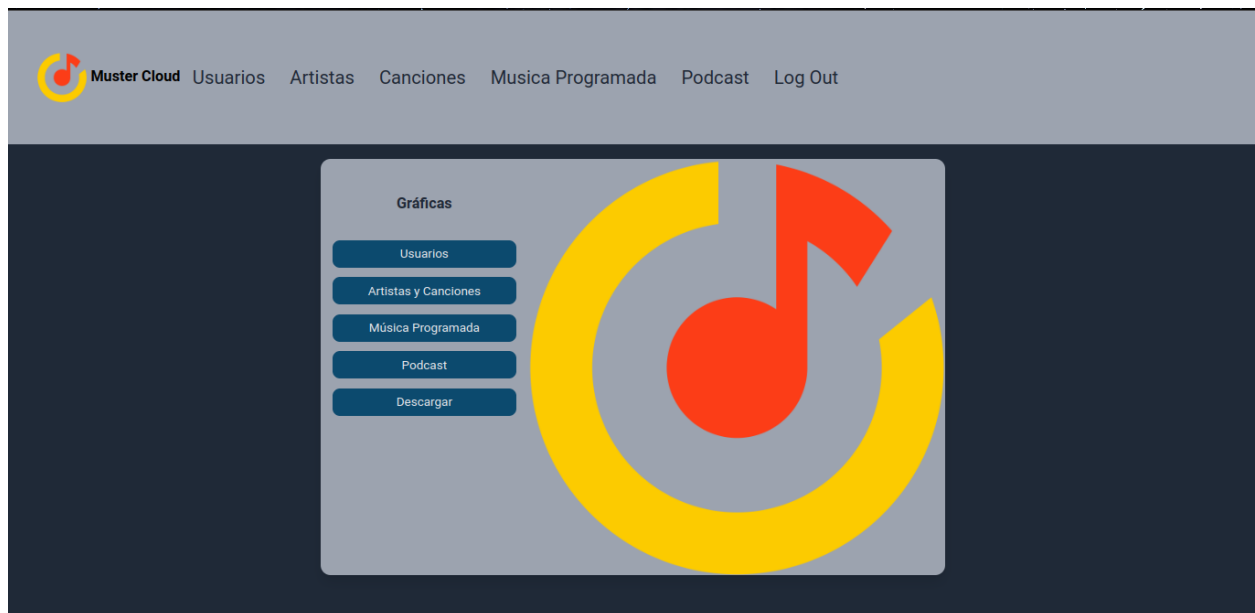 Muster Cloud Usuarios Artistas Canciones Musica Programada Podcast Log Out
Gráficas
Usuarios
Artistas y Canciones
Música Programada
Podcast
Descargar